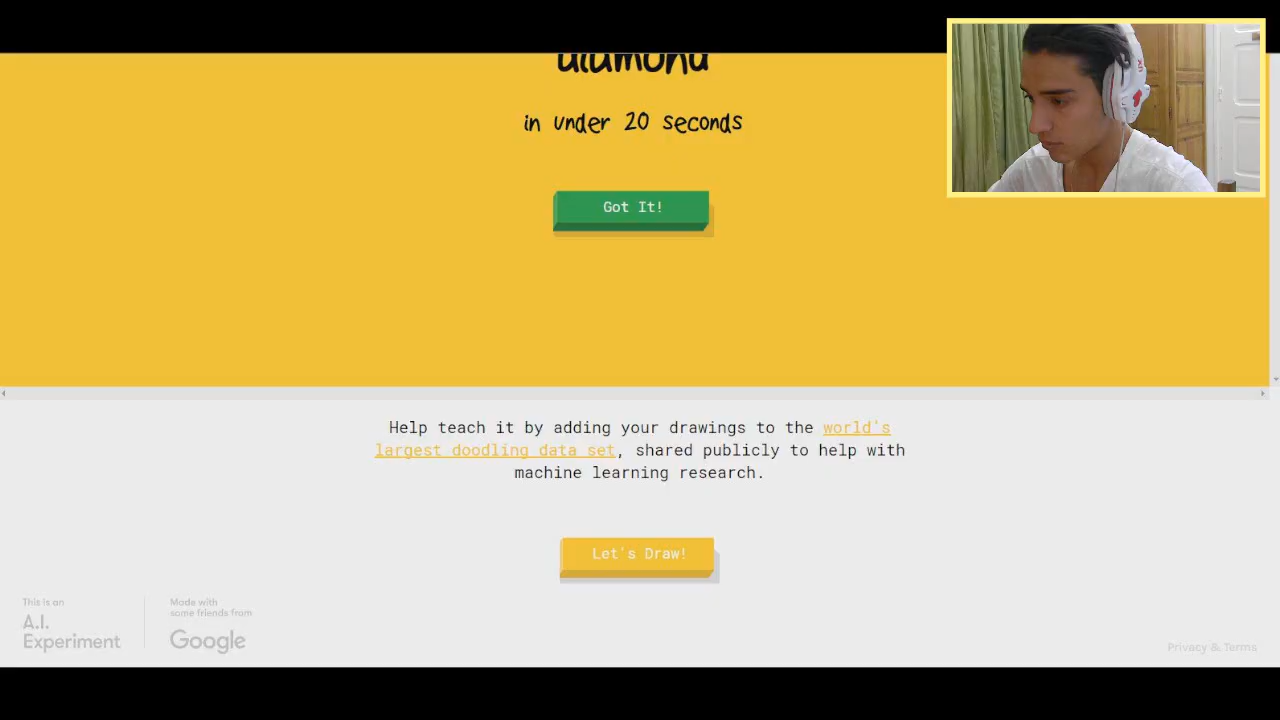 diamond
in under 20 seconds
Got It!
Help teach it by adding your drawings to the world's
largest doodling data set, shared publicly to help with
machine learning research.
Let's Draw!
This is an
A.I.
Experiment
Made with
some friends from
Google
Privacy & Terms